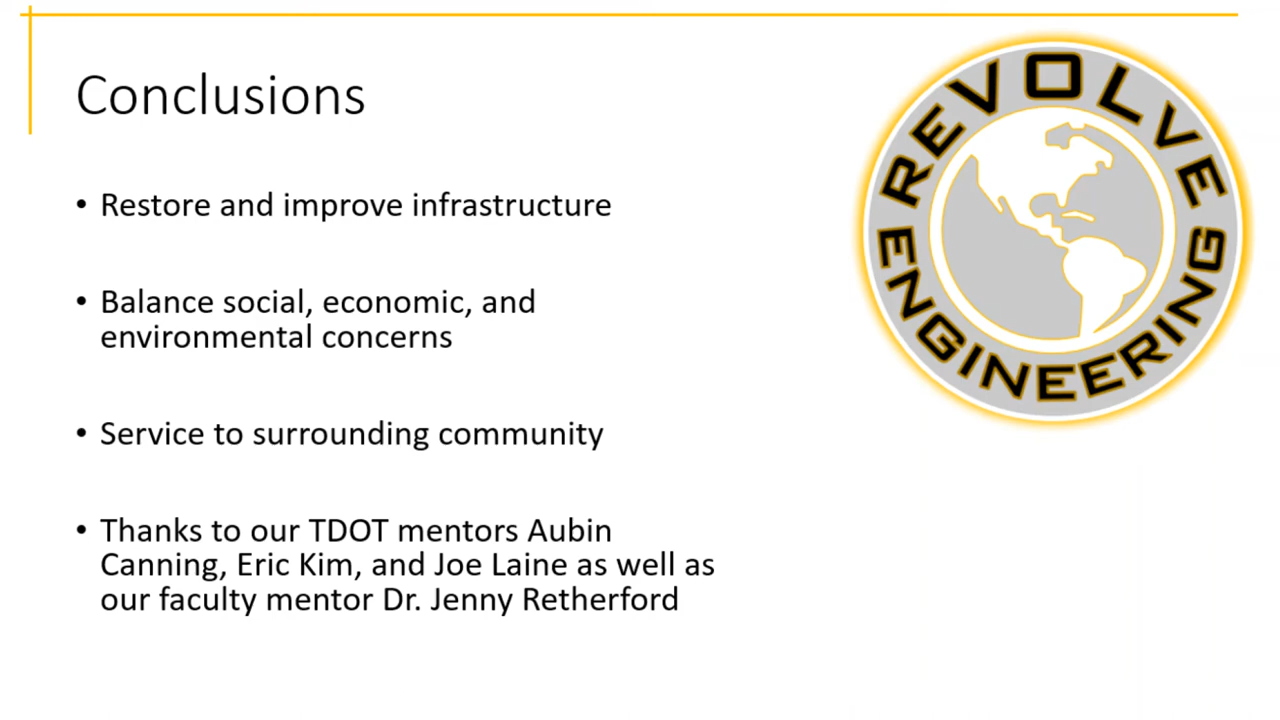 Conclusions
• Restore and improve infrastructure
• Balance social, economic, and
environmental concerns
• Service to surrounding community
• Thanks to our TDOT mentors Aubin
Canning, Eric Kim, and Joe Laine as well as
our faculty mentor Dr. Jenny Retherford
REVOLVE
ENGINEERING